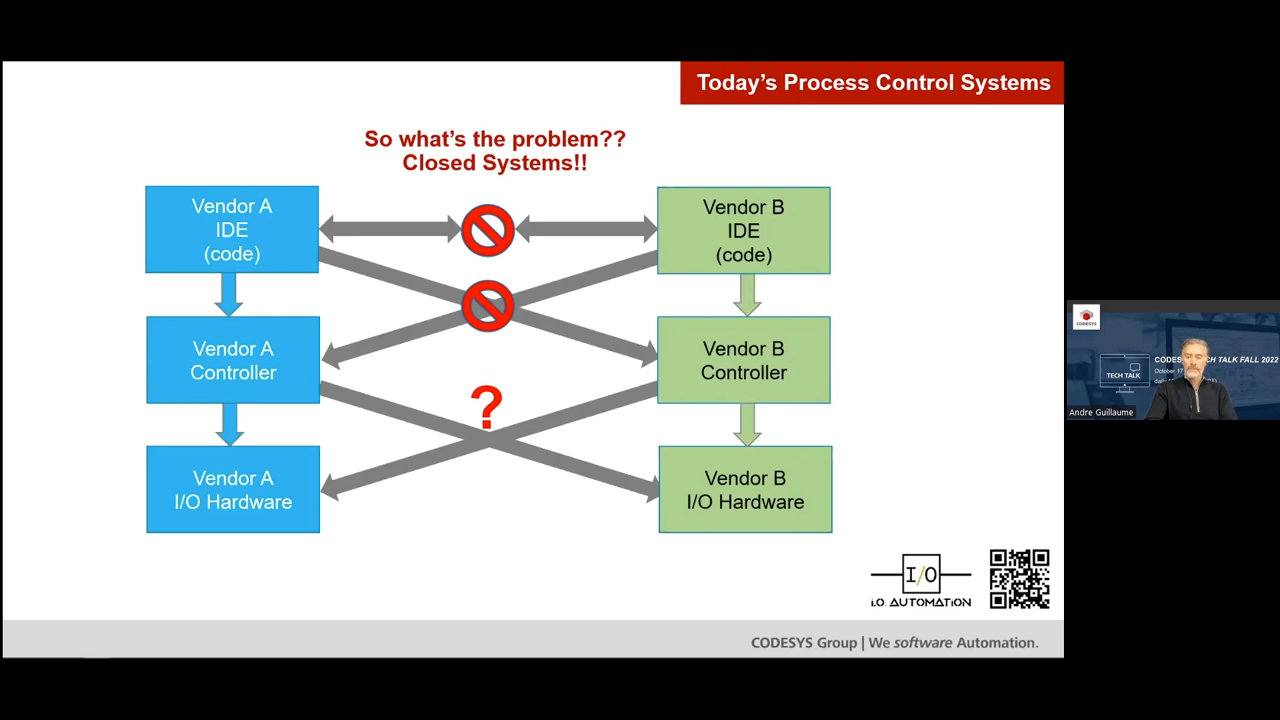 Today's Process Control Systems
So what's the problem??
Closed Systems!!
Vendor A
IDE
(code)
Vendor B
IDE
(code)
Vendor A
Controller
Vendor B
Controller
?
Vendor A
I/O Hardware
Vendor B
I/O Hardware
I/O
I.O. AUTOMATION
CODESYS Group | We software Automation.
CODESYS
TECH TALK
CODES
CH TALK FALL 2022
October 17
Andre Guillaume